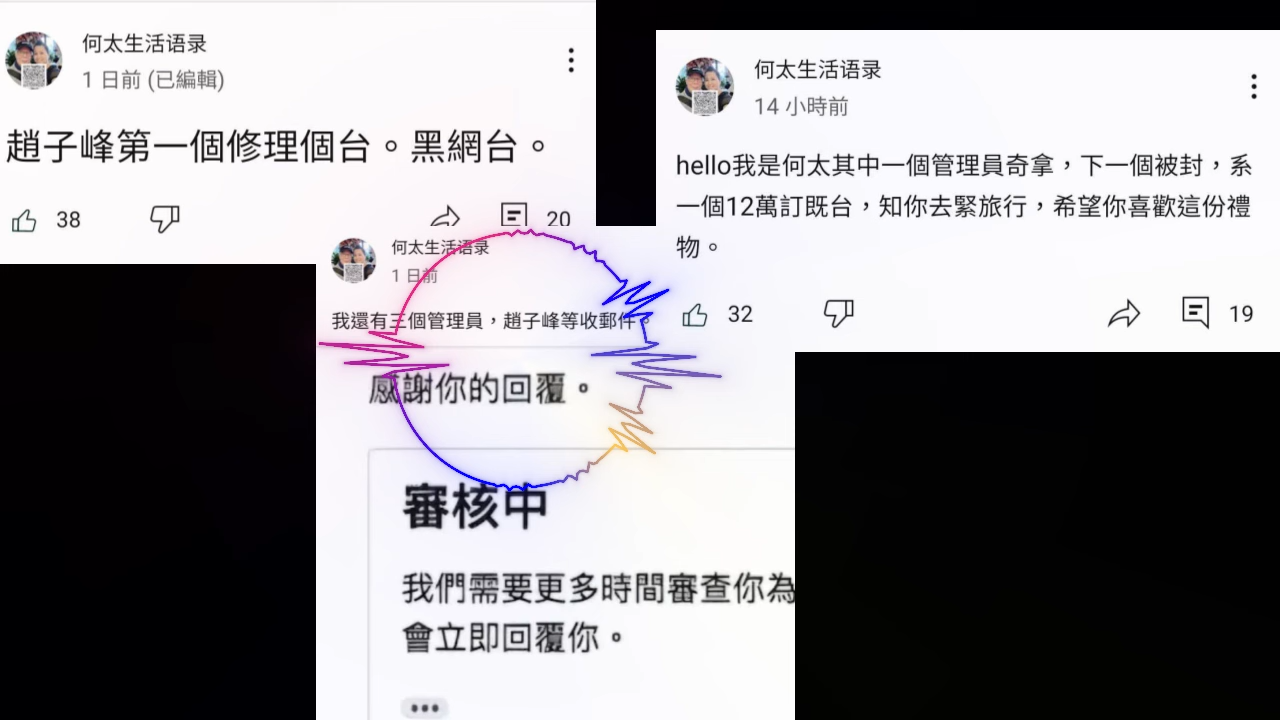 何太生活语录
1 日前 (已編輯)
趙子峰第一個修理個台。黑網台。
38
20
何太生活语录
14 小時前
hello我是何太其中一個管理員奇拿，下一個被封，系
一個12萬訂既台，知你去緊旅行，希望你喜歡這份禮
物。
32
19
何太生活语录
1 日前
我還有三個管理員，趙子峰等收郵件。
感謝你的回覆。
審核中
我們需要更多時間審查你為
會立即回覆你。